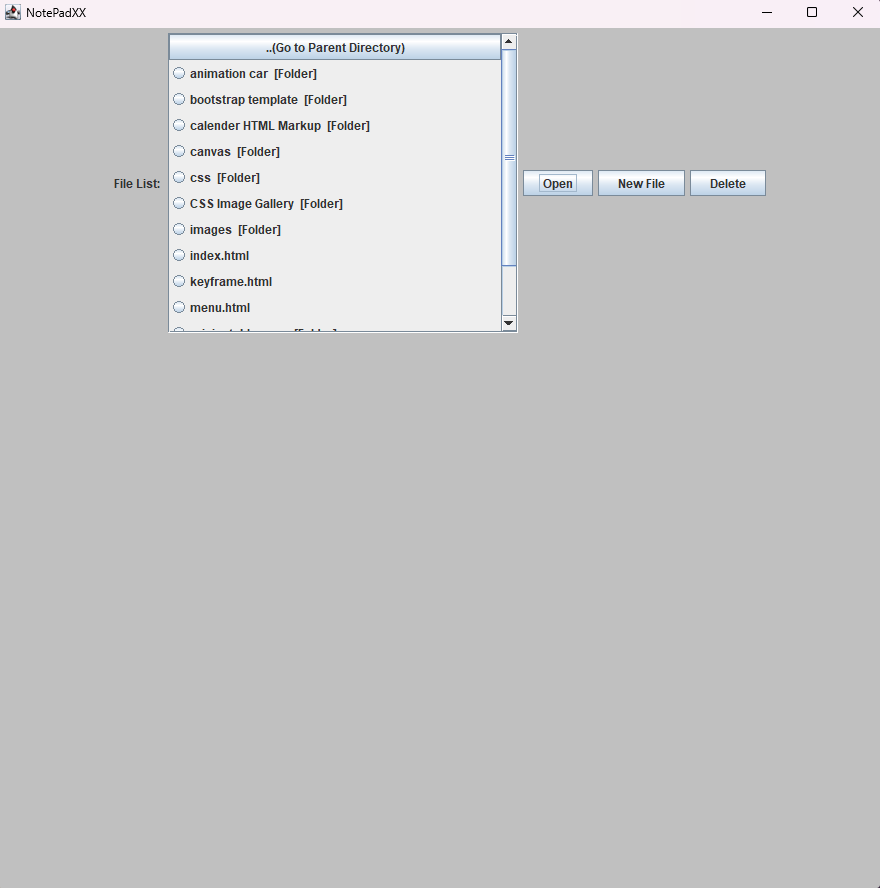 NotePadXX
..(Go to Parent Directory)
animation car [Folder]
bootstrap template [Folder]
calender HTML Markup [Folder]
canvas [Folder]
css [Folder]
CSS Image Gallery [Folder]
images [Folder]
index.html
keyframe.html
menu.html
[Folder]
File List:
Open
New File
Delete